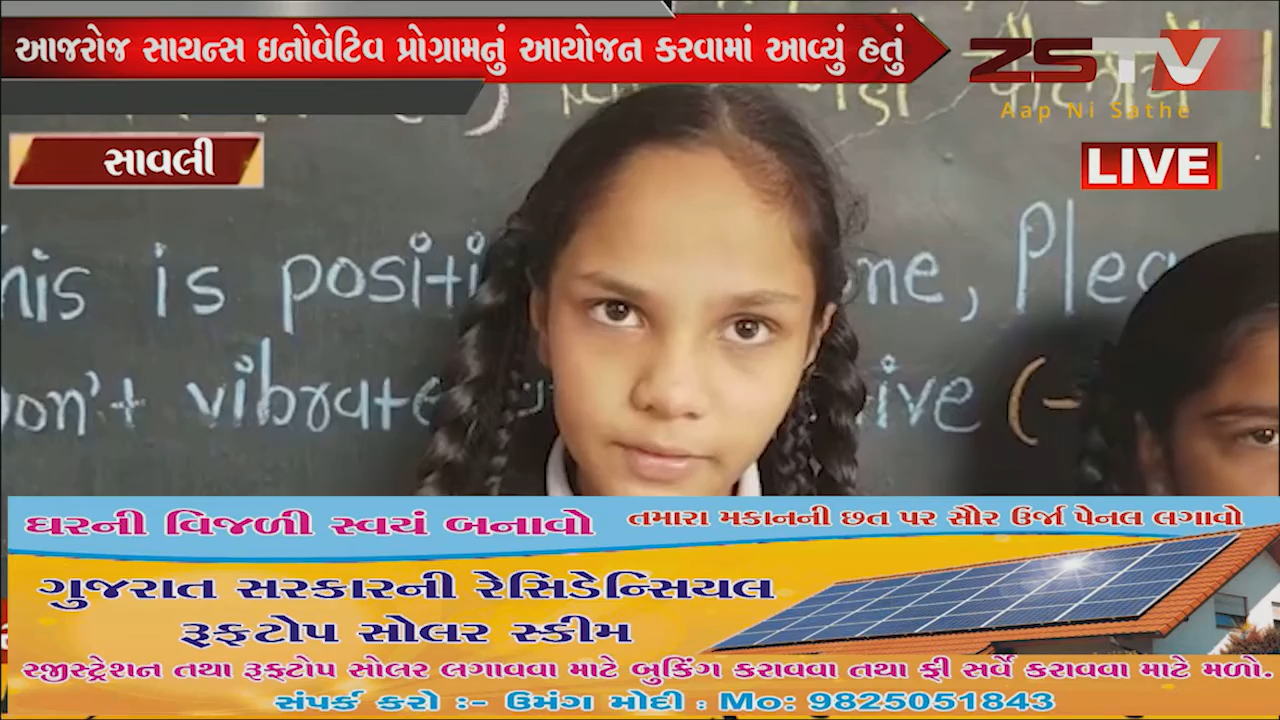 આજરોજ સાયન્સ ઇનોવેટિવ પ્રોગ્રામનું આયોજન કરવામાં આવ્યું હતું
ZSTV
Aap Ni Sathe
સાવલી
LIVE
is positi ne, Plea
on't vibrate ive (-
ઘરની વિજળી સ્વયં બનાવો
તમારા મકાનની છત પર સૌર ઉર્જા પેનલ લગાવો
ગુજરાત સરકારની રેસિડેન્સિયલ
રૂફટોપ સોલર સ્કીમ
રજીસ્ટ્રેશન તથા રૂફટોપ સોલર લગાવવા માટે બુકિંગ કરાવવા તથા ફ્રી સર્વે કરાવવા માટે મળો.
સંપર્ક કરો :- ઉમંગ મોદી : Mo: 9825051843